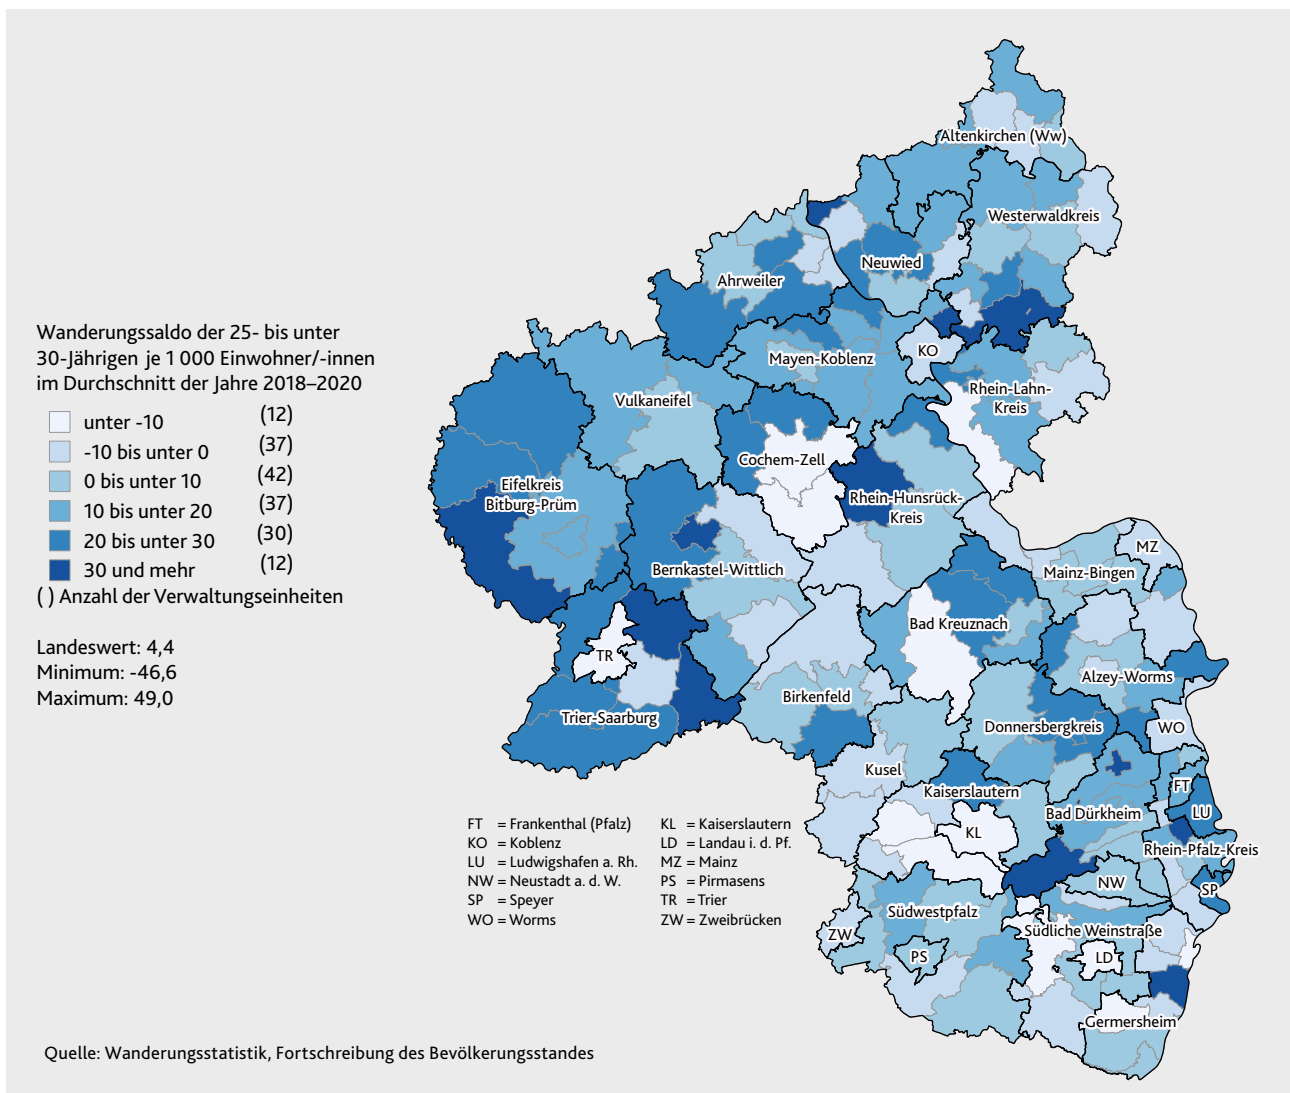 Wanderungssaldo der 25- bis unter
30-Jährigen je 1 000 Einwohner/-innen
im Durchschnitt der Jahre 2018–2020
unter -10 (12)
-10 bis unter 0 (37)
0 bis unter 10 (42)
10 bis unter 20 (37)
20 bis unter 30 (30)
30 und mehr (12)
( ) Anzahl der Verwaltungseinheiten
Landeswert: 4,4
Minimum: -46,6
Maximum: 49,0
Altenkirchen (Ww)
Westerwaldkreis
Neuwied
Ahrweiler
KO
Mayen-Koblenz
Rhein-Lahn-
Kreis
Vulkaneifel
Cochem-Zell
Eifelkreis
Bitburg-Prüm
Rhein-Hunsrück-
Kreis
MZ
Bernkastel-Wittlich
Mainz-Bingen
Bad Kreuznach
TR
Alzey-Worms
Birkenfeld
Trier-Saarburg
Donnersbergkreis
WO
Kusel
Kaiserslautern
FT
Bad Dürkheim
LU
KL
Rhein-Pfalz-Kreis
NW
SP
Südwestpfalz
Südliche Weinstraße
ZW
PS
LD
Germersheim
FT = Frankenthal (Pfalz)
KO = Koblenz
LU = Ludwigshafen a. Rh.
NW = Neustadt a. d. W.
SP = Speyer
WO = Worms
KL = Kaiserslautern
LD = Landau i. d. Pf.
MZ = Mainz
PS = Pirmasens
TR = Trier
ZW = Zweibrücken
Quelle: Wanderungsstatistik, Fortschreibung des Bevölkerungsstandes